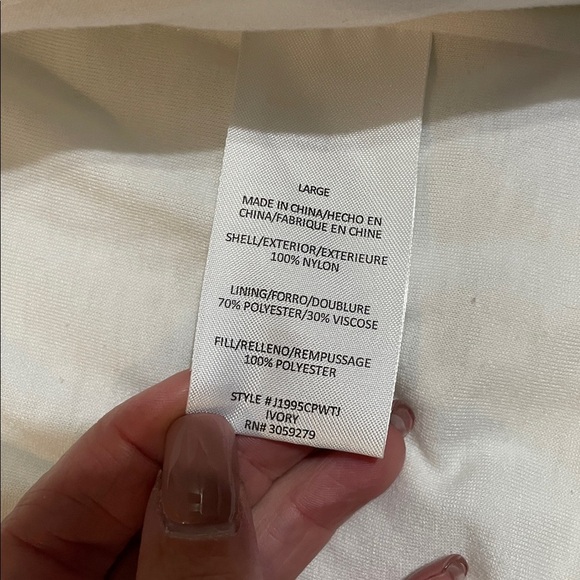 LARGE
MADE IN CHINA/HECHO EN
CHINA/FABRIQUE EN CHINE
SHELL/EXTERIOR/EXTERIEURE
100% NYLON
LINING/FORRO/DOUBLURE
70% POLYESTER/30% VISCOSE
FILL/RELLENO/REMPUSSAGE
100% POLYESTER
STYLE #J1995CPWTJ
IVORY
RN# 3059279